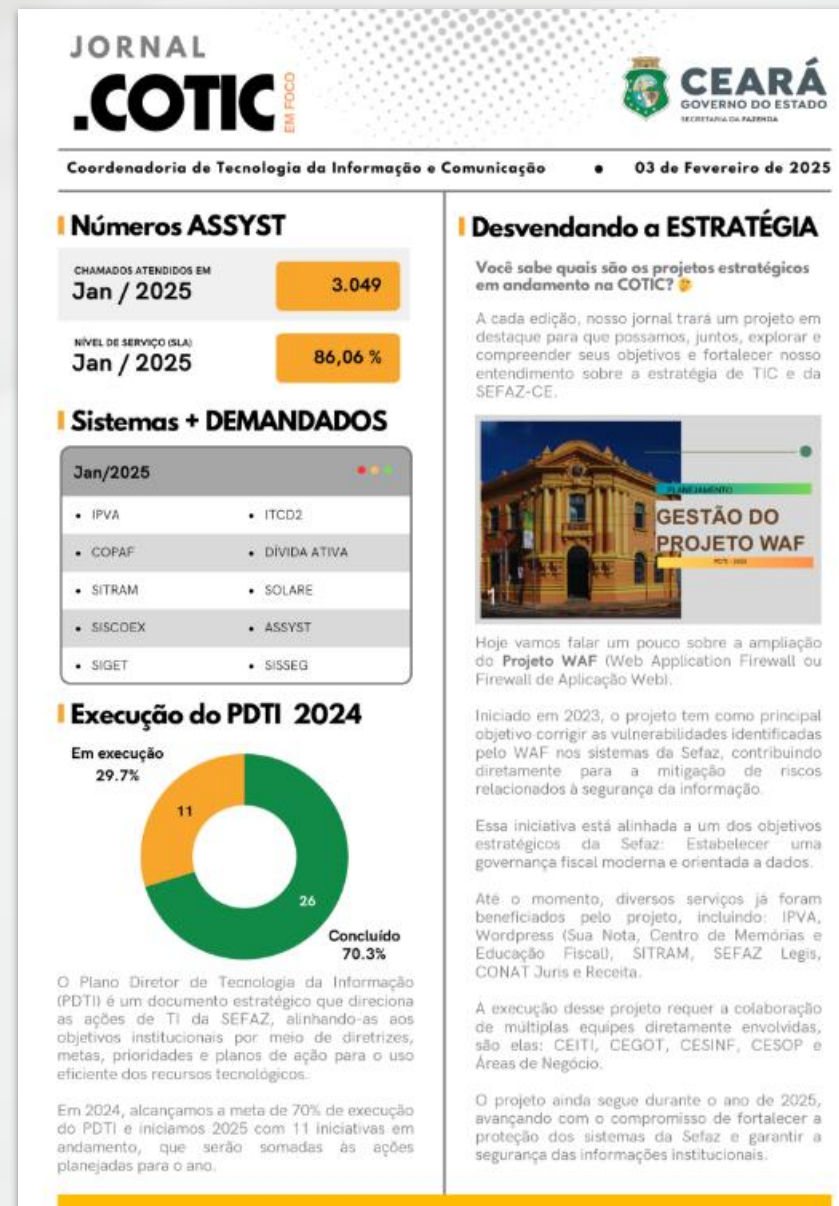 JORNAL
.COTIC
EM FOCO
CEARÁ
GOVERNO DO ESTADO
SECRETARIA DA FAZENDA
Coordenadoria de Tecnologia da Informação e Comunicação • 03 de Fevereiro de 2025
Números ASSYST
CHAMADOS ATENDIDOS EM
Jan / 2025
3.049
NÍVEL DE SERVIÇO (SLA)
Jan / 2025
86,06 %
Sistemas + DEMANDADOS
Jan/2025
• IPVA
• ITCD2
• COPAF
• DÍVIDA ATIVA
• SITRAM
• SOLARE
• SISCOEX
• ASSYST
• SIGET
• SISSEG
Execução do PDTI 2024
Em execução
29.7%
11
26
Concluído
70.3%
O Plano Diretor de Tecnologia da Informação
(PDTI) é um documento estratégico que direciona
as ações de TI da SEFAZ, alinhando-as aos
objetivos institucionais por meio de diretrizes,
metas, prioridades e planos de ação para o uso
eficiente dos recursos tecnológicos.
Em 2024, alcançamos a meta de 70% de execução
do PDTI e iniciamos 2025 com 11 iniciativas em
andamento, que serão somadas às ações
planejadas para o ano.
Desvendando a ESTRATÉGIA
Você sabe quais são os projetos estratégicos
em andamento na COTIC? 🤔
A cada edição, nosso jornal trará um projeto em
destaque para que possamos, juntos, explorar e
compreender seus objetivos e fortalecer nosso
entendimento sobre a estratégia de TIC e da
SEFAZ-CE.
PLANEJAMENTO
GESTÃO DO
PROJETO WAF
1
Hoje vamos falar um pouco sobre a ampliação
do Projeto WAF (Web Application Firewall ou
Firewall de Aplicação Web).
Iniciado em 2023, o projeto tem como principal
objetivo corrigir as vulnerabilidades identificadas
pelo WAF nos sistemas da Sefaz, contribuindo
diretamente para a mitigação de riscos
relacionados à segurança da informação.
Essa iniciativa está alinhada a um dos objetivos
estratégicos da Sefaz: Estabelecer uma
governança fiscal moderna e orientada a dados.
Até o momento, diversos serviços já foram
beneficiados pelo projeto, incluindo: IPVA,
Wordpress (Sua Nota, Centro de Memórias e
Educação Fiscal), SITRAM, SEFAZ Legis,
CONAT Juris e Receita.
A execução desse projeto requer a colaboração
de múltiplas equipes diretamente envolvidas,
são elas: CEITI, CEGOT, CESINF, CESOP e
Áreas de Negócio.
O projeto ainda segue durante o ano de 2025,
avançando com o compromisso de fortalecer a
proteção dos sistemas da Sefaz e garantir a
segurança das informações institucionais.